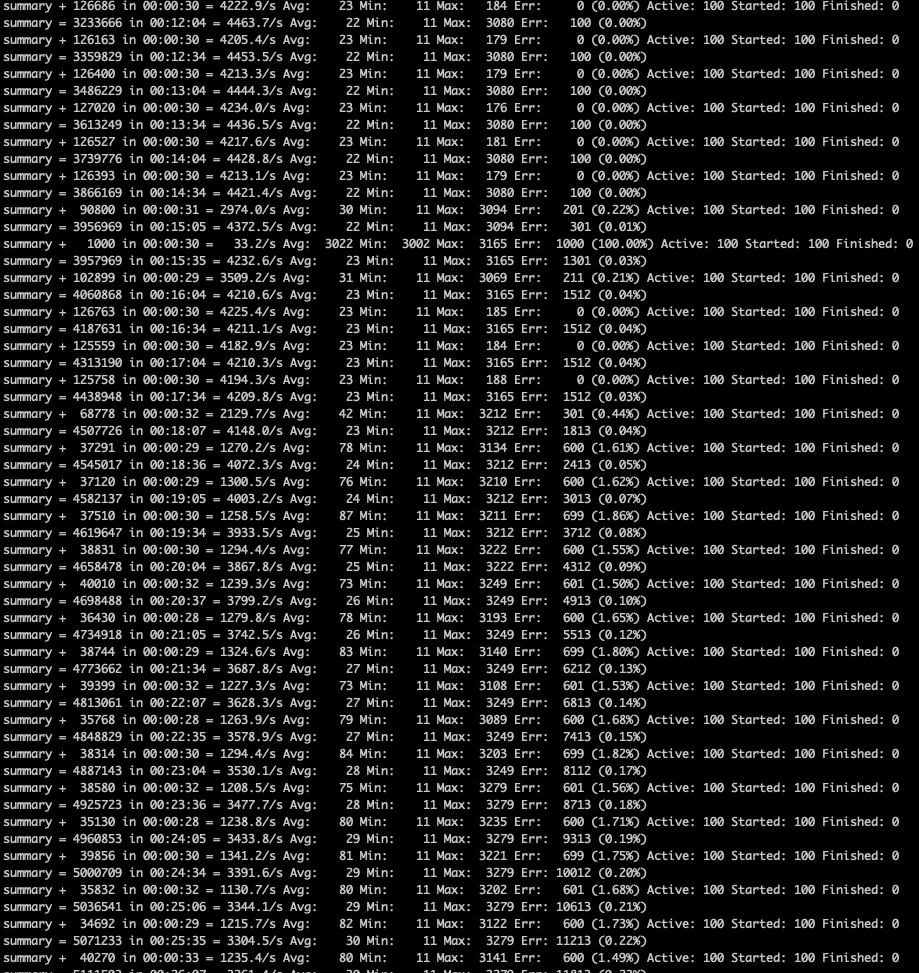 summary + 126686 in 00:00:30 = 4222.9/s Avg: 23 Min: 11 Max: 184 Err: 0 (0.00%) Active: 100 Started: 100 Finished: 0
summary = 3233666 in 00:12:04 = 4463.7/s Avg: 22 Min: 11 Max: 3080 Err: 100 (0.00%)
summary + 126163 in 00:00:30 = 4205.4/s Avg: 23 Min: 11 Max: 179 Err: 0 (0.00%) Active: 100 Started: 100 Finished: 0
summary = 3359829 in 00:12:34 = 4453.5/s Avg: 22 Min: 11 Max: 3080 Err: 100 (0.00%)
summary + 126400 in 00:00:30 = 4213.3/s Avg: 23 Min: 11 Max: 179 Err: 0 (0.00%) Active: 100 Started: 100 Finished: 0
summary = 3486229 in 00:13:04 = 4444.3/s Avg: 22 Min: 11 Max: 3080 Err: 100 (0.00%)
summary + 127020 in 00:00:30 = 4234.0/s Avg: 23 Min: 11 Max: 176 Err: 0 (0.00%) Active: 100 Started: 100 Finished: 0
summary = 3613249 in 00:13:34 = 4436.5/s Avg: 22 Min: 11 Max: 3080 Err: 100 (0.00%)
summary + 126527 in 00:00:30 = 4217.6/s Avg: 23 Min: 11 Max: 181 Err: 0 (0.00%) Active: 100 Started: 100 Finished: 0
summary = 3739776 in 00:14:04 = 4428.8/s Avg: 22 Min: 11 Max: 3080 Err: 100 (0.00%)
summary + 126393 in 00:00:30 = 4213.1/s Avg: 23 Min: 11 Max: 179 Err: 0 (0.00%) Active: 100 Started: 100 Finished: 0
summary = 3866169 in 00:14:34 = 4421.4/s Avg: 22 Min: 11 Max: 3080 Err: 100 (0.00%)
summary + 90800 in 00:00:31 = 2974.0/s Avg: 30 Min: 11 Max: 3094 Err: 201 (0.22%) Active: 100 Started: 100 Finished: 0
summary = 3956969 in 00:15:05 = 4372.5/s Avg: 22 Min: 11 Max: 3094 Err: 301 (0.01%)
summary + 1000 in 00:00:30 = 33.2/s Avg: 3022 Min: 3002 Max: 3165 Err: 1000 (100.00%) Active: 100 Started: 100 Finished: 0
summary = 3957969 in 00:15:35 = 4232.6/s Avg: 23 Min: 11 Max: 3165 Err: 1301 (0.03%)
summary + 102899 in 00:00:29 = 3509.2/s Avg: 31 Min: 11 Max: 3069 Err: 211 (0.21%) Active: 100 Started: 100 Finished: 0
summary = 4060868 in 00:16:04 = 4210.6/s Avg: 23 Min: 11 Max: 3165 Err: 1512 (0.04%)
summary + 126763 in 00:00:30 = 4225.4/s Avg: 23 Min: 11 Max: 185 Err: 0 (0.00%) Active: 100 Started: 100 Finished: 0
summary = 4187631 in 00:16:34 = 4211.1/s Avg: 23 Min: 11 Max: 3165 Err: 1512 (0.04%)
summary + 125559 in 00:00:30 = 4182.9/s Avg: 23 Min: 11 Max: 184 Err: 0 (0.00%) Active: 100 Started: 100 Finished: 0
summary = 4313190 in 00:17:04 = 4210.3/s Avg: 23 Min: 11 Max: 3165 Err: 1512 (0.04%)
summary + 125758 in 00:00:30 = 4194.3/s Avg: 23 Min: 11 Max: 188 Err: 0 (0.00%) Active: 100 Started: 100 Finished: 0
summary = 4438948 in 00:17:34 = 4209.8/s Avg: 23 Min: 11 Max: 3165 Err: 1512 (0.03%)
summary + 68778 in 00:00:32 = 2129.7/s Avg: 42 Min: 11 Max: 3212 Err: 301 (0.44%) Active: 100 Started: 100 Finished: 0
summary = 4507726 in 00:18:07 = 4148.0/s Avg: 23 Min: 11 Max: 3212 Err: 1813 (0.04%)
summary + 37291 in 00:00:29 = 1270.2/s Avg: 78 Min: 11 Max: 3134 Err: 600 (1.61%) Active: 100 Started: 100 Finished: 0
summary = 4545017 in 00:18:36 = 4072.3/s Avg: 24 Min: 11 Max: 3212 Err: 2413 (0.05%)
summary + 37120 in 00:00:29 = 1300.5/s Avg: 76 Min: 11 Max: 3210 Err: 600 (1.62%) Active: 100 Started: 100 Finished: 0
summary = 4582137 in 00:19:05 = 4003.2/s Avg: 24 Min: 11 Max: 3212 Err: 3013 (0.07%)
summary + 37510 in 00:00:30 = 1258.5/s Avg: 87 Min: 11 Max: 3211 Err: 699 (1.86%) Active: 100 Started: 100 Finished: 0
summary = 4619647 in 00:19:34 = 3933.5/s Avg: 25 Min: 11 Max: 3212 Err: 3712 (0.08%)
summary + 38831 in 00:00:30 = 1294.4/s Avg: 77 Min: 11 Max: 3222 Err: 600 (1.55%) Active: 100 Started: 100 Finished: 0
summary = 4658478 in 00:20:04 = 3867.8/s Avg: 25 Min: 11 Max: 3222 Err: 4312 (0.09%)
summary + 40010 in 00:00:32 = 1239.3/s Avg: 73 Min: 11 Max: 3249 Err: 601 (1.50%) Active: 100 Started: 100 Finished: 0
summary = 4698488 in 00:20:37 = 3799.2/s Avg: 26 Min: 11 Max: 3249 Err: 4913 (0.10%)
summary + 36430 in 00:00:28 = 1279.8/s Avg: 78 Min: 11 Max: 3193 Err: 600 (1.65%) Active: 100 Started: 100 Finished: 0
summary = 4734918 in 00:21:05 = 3742.5/s Avg: 26 Min: 11 Max: 3249 Err: 5513 (0.12%)
summary + 38744 in 00:00:29 = 1324.6/s Avg: 83 Min: 11 Max: 3140 Err: 699 (1.80%) Active: 100 Started: 100 Finished: 0
summary = 4773662 in 00:21:34 = 3687.8/s Avg: 27 Min: 11 Max: 3249 Err: 6212 (0.13%)
summary + 39399 in 00:00:32 = 1227.3/s Avg: 73 Min: 11 Max: 3108 Err: 601 (1.53%) Active: 100 Started: 100 Finished: 0
summary = 4813061 in 00:22:07 = 3628.3/s Avg: 27 Min: 11 Max: 3249 Err: 6813 (0.14%)
summary + 35768 in 00:00:28 = 1263.9/s Avg: 79 Min: 11 Max: 3089 Err: 600 (1.68%) Active: 100 Started: 100 Finished: 0
summary = 4848829 in 00:22:35 = 3578.9/s Avg: 27 Min: 11 Max: 3249 Err: 7413 (0.15%)
summary + 38314 in 00:00:30 = 1294.4/s Avg: 84 Min: 11 Max: 3203 Err: 699 (1.82%) Active: 100 Started: 100 Finished: 0
summary = 4887143 in 00:23:04 = 3530.1/s Avg: 28 Min: 11 Max: 3249 Err: 8112 (0.17%)
summary + 38580 in 00:00:32 = 1208.5/s Avg: 75 Min: 11 Max: 3279 Err: 601 (1.56%) Active: 100 Started: 100 Finished: 0
summary = 4925723 in 00:23:36 = 3477.7/s Avg: 28 Min: 11 Max: 3279 Err: 8713 (0.18%)
summary + 35130 in 00:00:28 = 1238.8/s Avg: 80 Min: 11 Max: 3235 Err: 600 (1.71%) Active: 100 Started: 100 Finished: 0
summary = 4960853 in 00:24:05 = 3433.8/s Avg: 29 Min: 11 Max: 3279 Err: 9313 (0.19%)
summary + 39856 in 00:00:30 = 1341.2/s Avg: 81 Min: 11 Max: 3221 Err: 699 (1.75%) Active: 100 Started: 100 Finished: 0
summary = 5000709 in 00:24:34 = 3391.6/s Avg: 29 Min: 11 Max: 3279 Err: 10012 (0.20%)
summary + 35832 in 00:00:32 = 1130.7/s Avg: 80 Min: 11 Max: 3202 Err: 601 (1.68%) Active: 100 Started: 100 Finished: 0
summary = 5036541 in 00:25:06 = 3344.1/s Avg: 29 Min: 11 Max: 3279 Err: 10613 (0.21%)
summary + 34692 in 00:00:29 = 1215.7/s Avg: 82 Min: 11 Max: 3122 Err: 600 (1.73%) Active: 100 Started: 100 Finished: 0
summary = 5071233 in 00:25:35 = 3304.5/s Avg: 30 Min: 11 Max: 3279 Err: 11213 (0.22%)
summary + 40270 in 00:00:33 = 1235.4/s Avg: 80 Min: 11 Max: 3141 Err: 600 (1.49%) Active: 100 Started: 100 Finished: 0